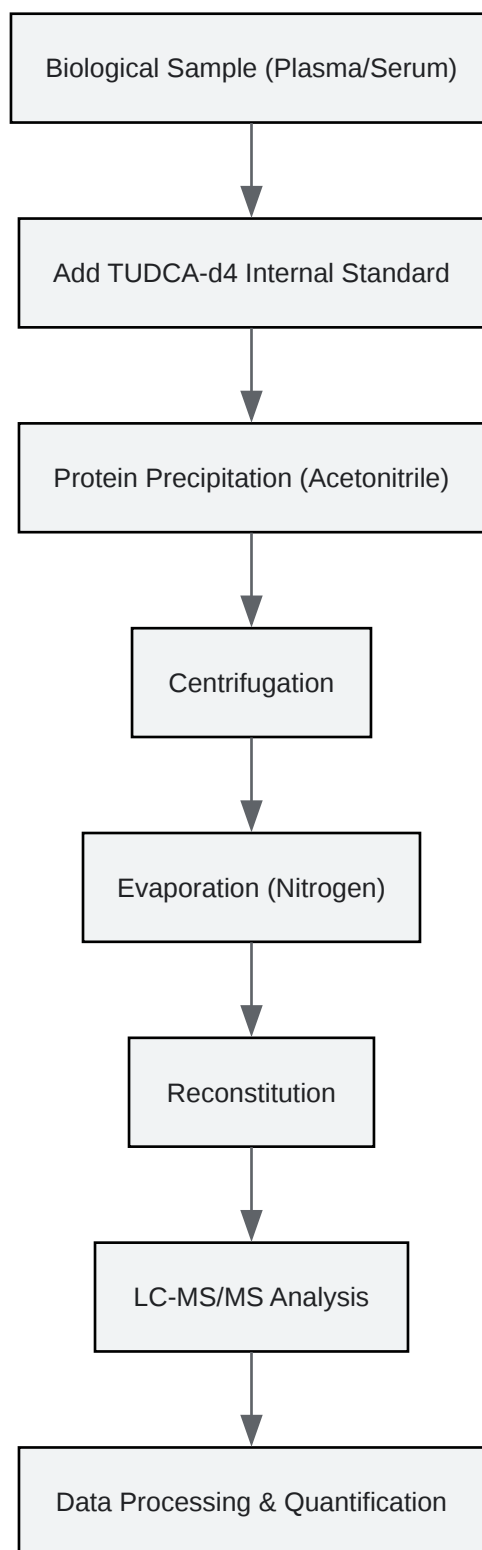 Biological Sample (Plasma/Serum)
Add TUDCA-d4 Internal Standard
Protein Precipitation (Acetonitrile)
Centrifugation
Evaporation (Nitrogen)
Reconstitution
LC-MS/MS Analysis
Data Processing & Quantification